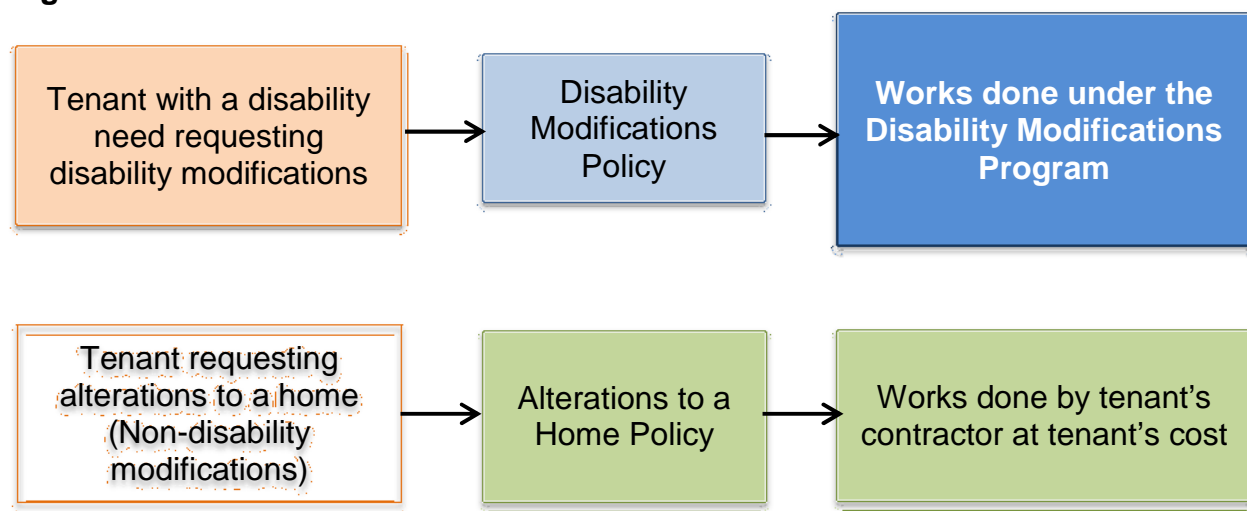 Tenant with a disability
need requesting
disability modifications
Disability
Modifications
Policy
Works done under the
Disability Modifications
Program
Tenant requesting
alterations to a home
(Non-disability
modifications)
Alterations to a
Home Policy
Works done by tenant’s
contractor at tenant’s cost